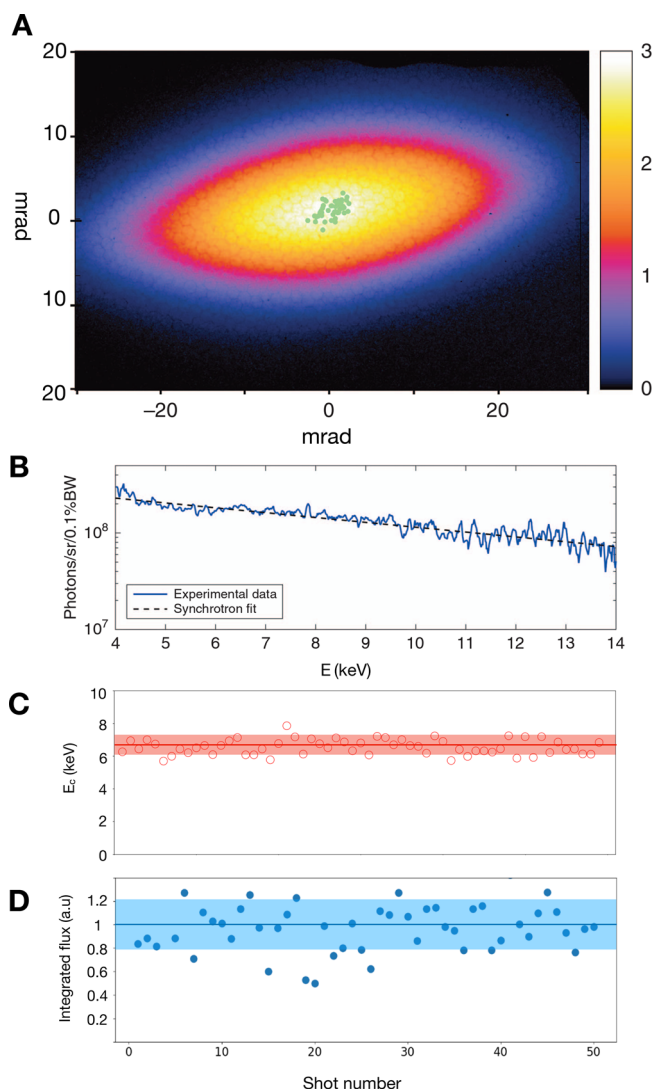 A
20
10
0
10
20
mrad
−20
0
20
mrad
3
2
1
0
B
Photons/sr/0.1%BW
10⁸
10⁷
Experimental data
Synchrotron fit
4 5 6 7 8 9 10 11 12 13 14
E (keV)
C
10
8
6
4
2
0
E_c (keV)
D
1.2
1
0.8
0.6
0.4
0.2
Integrated flux (a.u)
0 10 20 30 40 50
Shot number